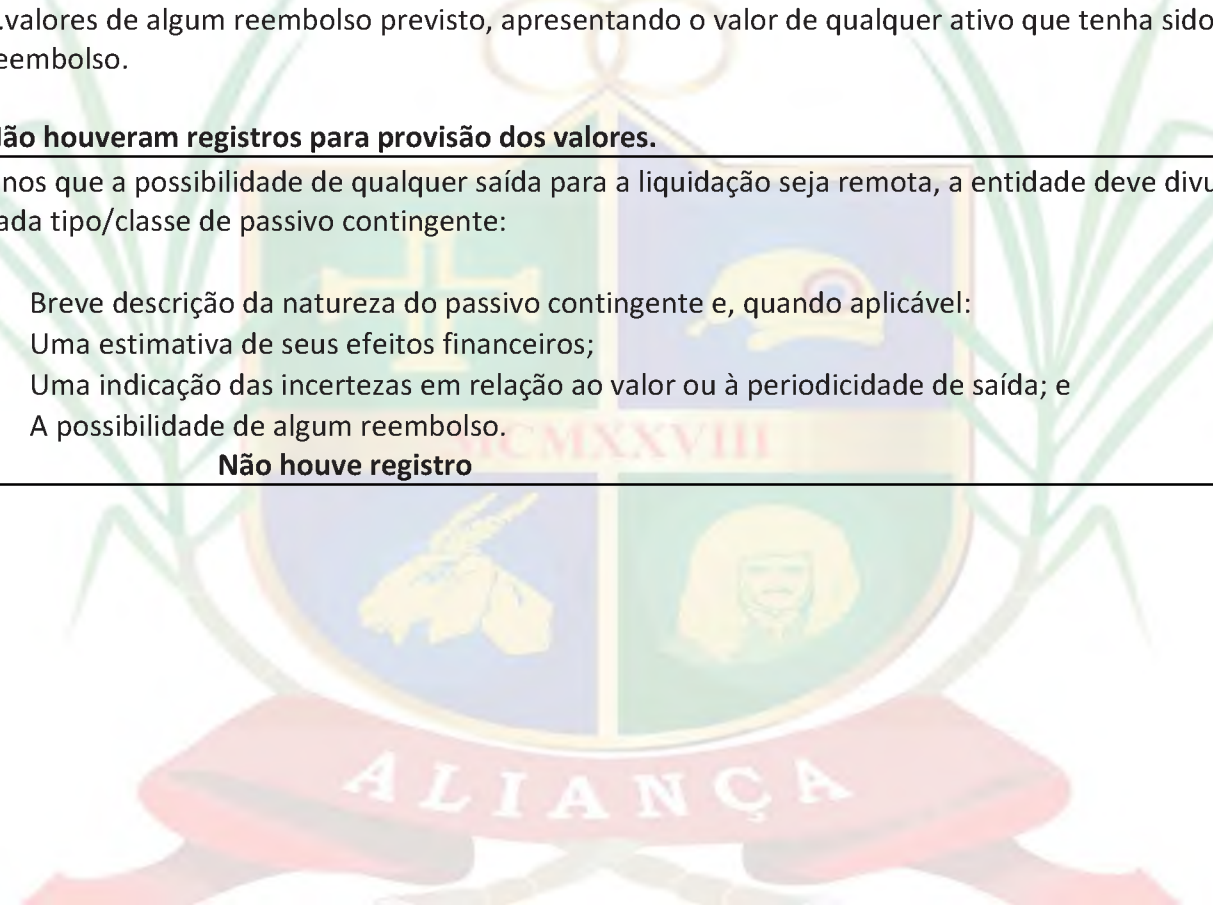 .valores de algum reembolso previsto, apresentando o valor de qualquer ativo que tenha sido
eembolso.
ão houveram registros para provisão dos valores.
nos que a possibilidade de qualquer saída para a liquidação seja remota, a entidade deve divu
ada tipo/classe de passivo contingente:
Breve descrição da natureza do passivo contingente e, quando aplicável:
Uma estimativa de seus efeitos financeiros;
Uma indicação das incertezas em relação ao valor ou à periodicidade de saída; e
A possibilidade de algum reembolso.
MCMXXVIII
Não houve registro
ALIANÇA